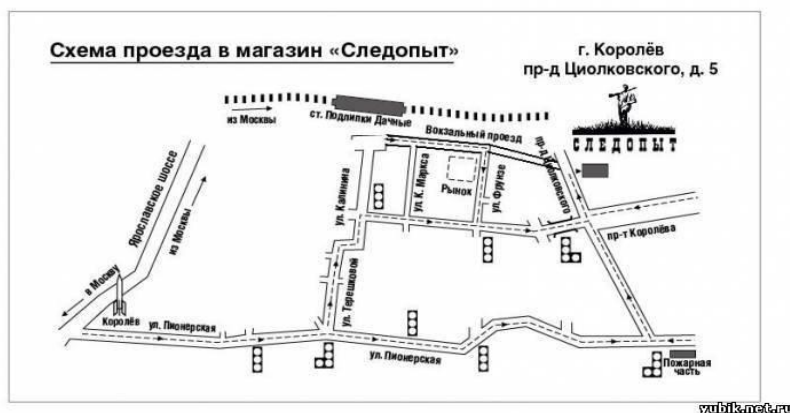 Схема проезда в магазин «Следопыт»
г. Королёв
пр-д Циолковского, д. 5
СЛЕДОПЫТ
из Москвы
ст. Подлипки Дачные
Вокзальный проезд
пр-д Циолковского
Ярославское шоссе
из Москвы
в Москву
ул. Калинина
ул. К. Маркса
Рынок
ул. Фрунзе
пр-т Королёва
ул. Терешковой
Королёв
ул. Пионерская
ул. Пионерская
Пожарная
часть
yubik.net.ru